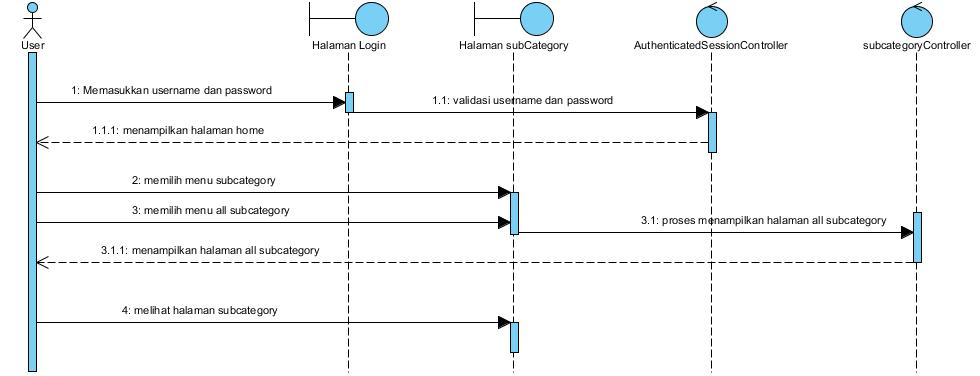 User
Halaman Login
Halaman subCategory
AuthenticatedSessionController
subcategoryController
1: Memasukkan username dan password
1.1: validasi username dan password
1.1.1: menampilkan halaman home
2: memilih menu subcategory
3: memilih menu all subcategory
3.1: proses menampilkan halaman all subcategory
3.1.1: menampilkan halaman all subcategory
4: melihat halaman subcategory